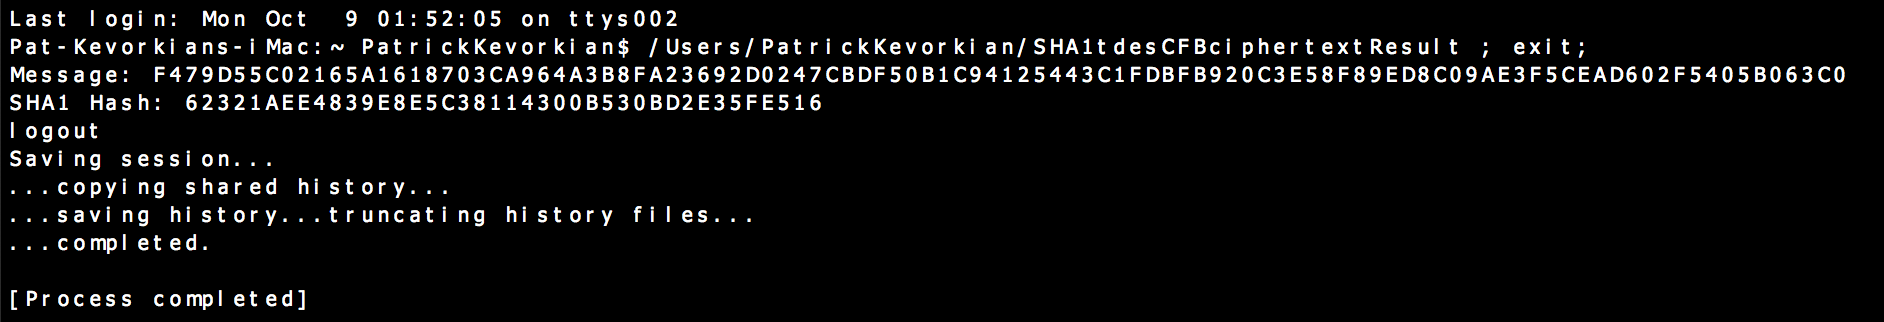 Last login: Mon Oct  9 01:52:05 on ttys002
Pat-Kevorkians-iMac:~ PatrickKevorkian$ /Users/PatrickKevorkian/SHA1tdesCFBciphertextResult ; exit;
Message: F479D55C02165A1618703CA964A3B8FA23692D0247CBDF50B1C94125443C1FDBFB920C3E58F89ED8C09AE3F5CEAD602F5405B063C0
SHA1 Hash: 62321AEE4839E8E5C38114300B530BD2E35FE516
logout
Saving session...
...copying shared history...
...saving history...truncating history files...
...completed.
[Process completed]